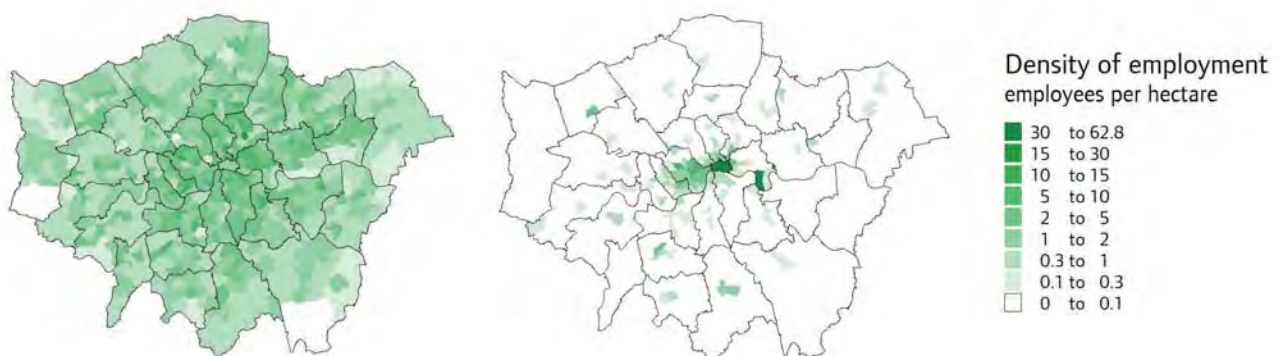 Density of employment
employees per hectare
30 to 62.8
15 to 30
10 to 15
5 to 10
2 to 5
1 to 2
0.3 to 1
0.1 to 0.3
0 to 0.1